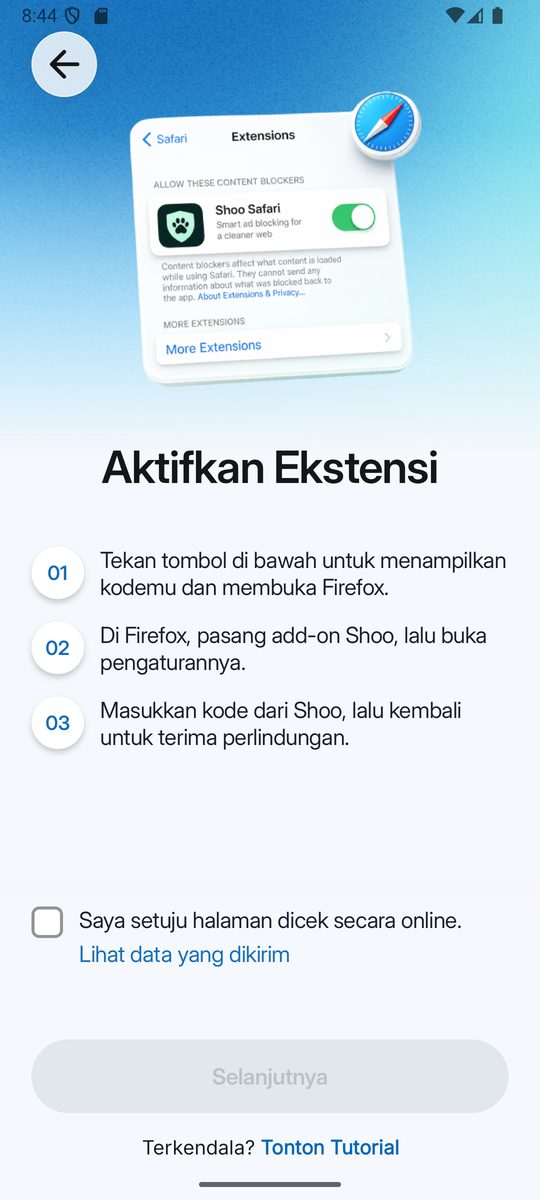 8:44
Safari
Extensions
ALLOW THESE CONTENT BLOCKERS
Shoo Safari
Smart ad blocking for
a cleaner web
Content blockers affect what content is loaded
while using Safari. They cannot send any
information about what was blocked back to
the app. About Extensions & Privacy...
MORE EXTENSIONS
More Extensions
Aktifkan Ekstensi
01
Tekan tombol di bawah untuk menampilkan
kodemu dan membuka Firefox.
02
Di Firefox, pasang add-on Shoo, lalu buka
pengaturannya.
03
Masukkan kode dari Shoo, lalu kembali
untuk terima perlindungan.
Saya setuju halaman dicek secara online.
Lihat data yang dikirim
Selanjutnya
Terkendala? Tonton Tutorial